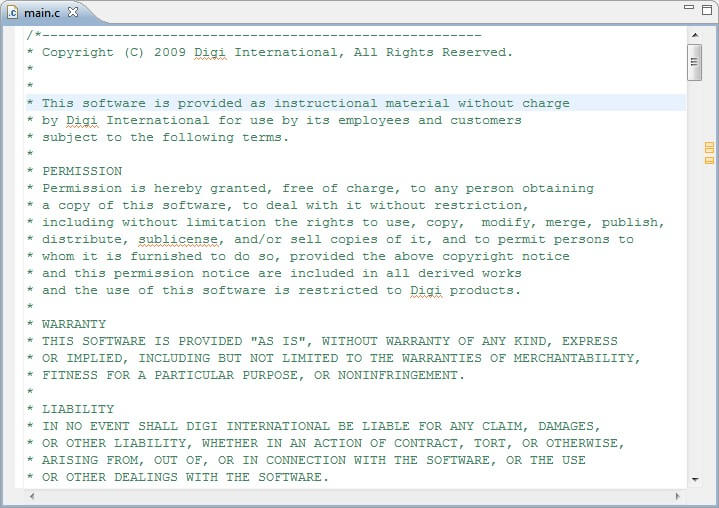 main.c
/*-------------------------------------------------------
* Copyright (C) 2009 Digi International, All Rights Reserved.
*
*
* This software is provided as instructional material without charge
* by Digi International for use by its employees and customers
* subject to the following terms.
*
* PERMISSION
* Permission is hereby granted, free of charge, to any person obtaining
* a copy of this software, to deal with it without restriction,
* including without limitation the rights to use, copy,  modify, merge, publish,
* distribute, sublicense, and/or sell copies of it, and to permit persons to
* whom it is furnished to do so, provided the above copyright notice
* and this permission notice are included in all derived works
* and the use of this software is restricted to Digi products.
*
* WARRANTY
* THIS SOFTWARE IS PROVIDED "AS IS", WITHOUT WARRANTY OF ANY KIND, EXPRESS
* OR IMPLIED, INCLUDING BUT NOT LIMITED TO THE WARRANTIES OF MERCHANTABILITY,
* FITNESS FOR A PARTICULAR PURPOSE, OR NONINFRINGEMENT.
*
* LIABILITY
* IN NO EVENT SHALL DIGI INTERNATIONAL BE LIABLE FOR ANY CLAIM, DAMAGES,
* OR OTHER LIABILITY, WHETHER IN AN ACTION OF CONTRACT, TORT, OR OTHERWISE,
* ARISING FROM, OUT OF, OR IN CONNECTION WITH THE SOFTWARE, OR THE USE
* OR OTHER DEALINGS WITH THE SOFTWARE.